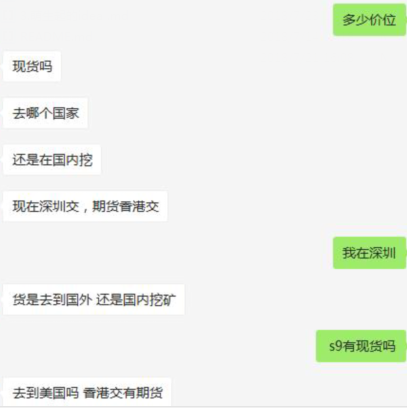 多少价位
现货吗
去哪个国家
还是在国内挖
现在深圳交，期货香港交
我在深圳
货是去到国外 还是国内挖矿
s9有现货吗
去到美国吗 香港交有期货